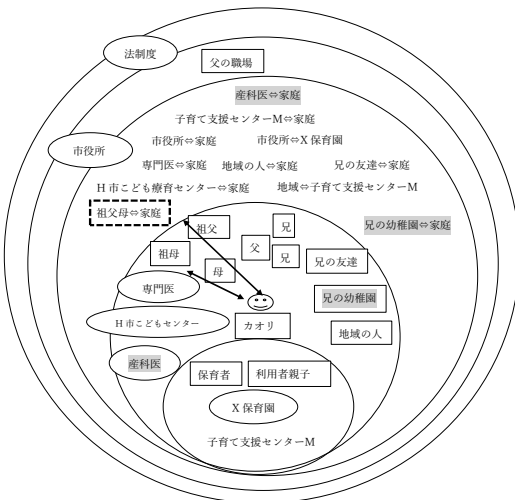 法制度
父の職場
産科医⇔家庭
子育て支援センターM⇔家庭
市役所⇔家庭
市役所⇔X 保育園
市役所
専門医⇔家庭
地域の人⇔家庭
兄の友達⇔家庭
H 市こども療育センター⇔家庭
地域⇔子育て支援センターM
祖父母⇔家庭
兄の幼稚園⇔家庭
祖父
兄
父
祖母
兄
兄の友達
母
専門医
兄の幼稚園
H 市こどもセンター
カオリ
地域の人
産科医
保育者
利用者親子
X 保育園
子育て支援センターM